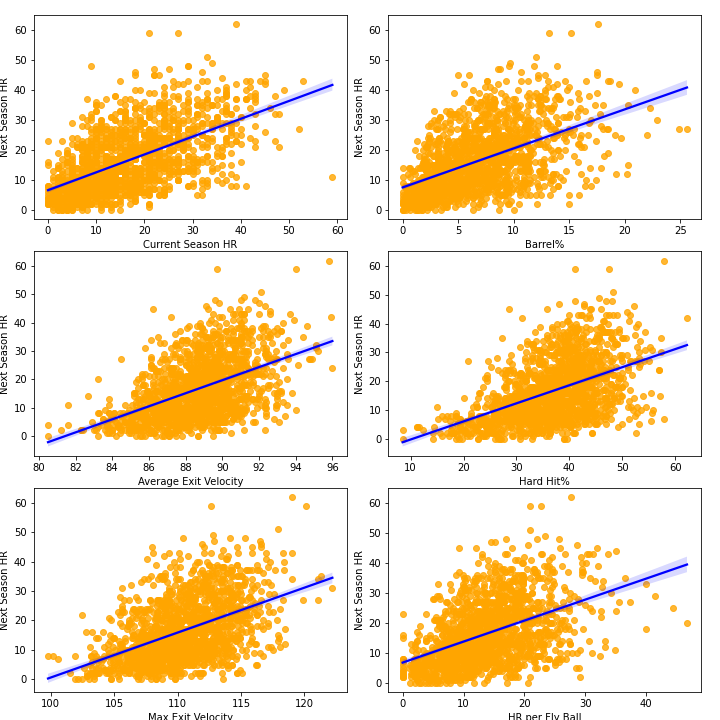 60
50
40
30
20
10
0
Next Season HR
0 10 20 30 40 50 60
Current Season HR
60
50
40
30
20
10
0
Next Season HR
0 5 10 15 20 25
Barrel%
60
50
40
30
20
10
0
Next Season HR
80 82 84 86 88 90 92 94 96
Average Exit Velocity
60
50
40
30
20
10
0
Next Season HR
10 20 30 40 50 60
Hard Hit%
60
50
40
30
20
10
0
Next Season HR
100 105 110 115 120
Max Exit Velocity
60
50
40
30
20
10
0
Next Season HR
0 10 20 30 40
HR per Fly Ball